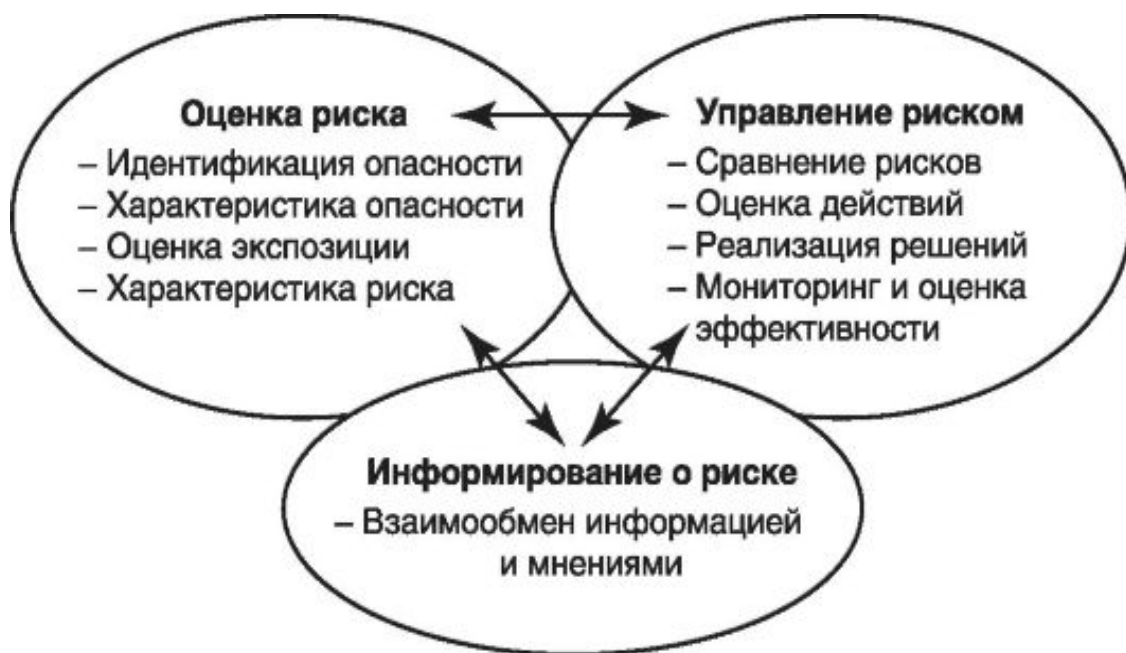 Оценка риска
– Идентификация опасности
– Характеристика опасности
– Оценка экспозиции
– Характеристика риска
Управление риском
– Сравнение рисков
– Оценка действий
– Реализация решений
– Мониторинг и оценка
эффективности
Информирование о риске
– Взаимообмен информацией
и мнениями